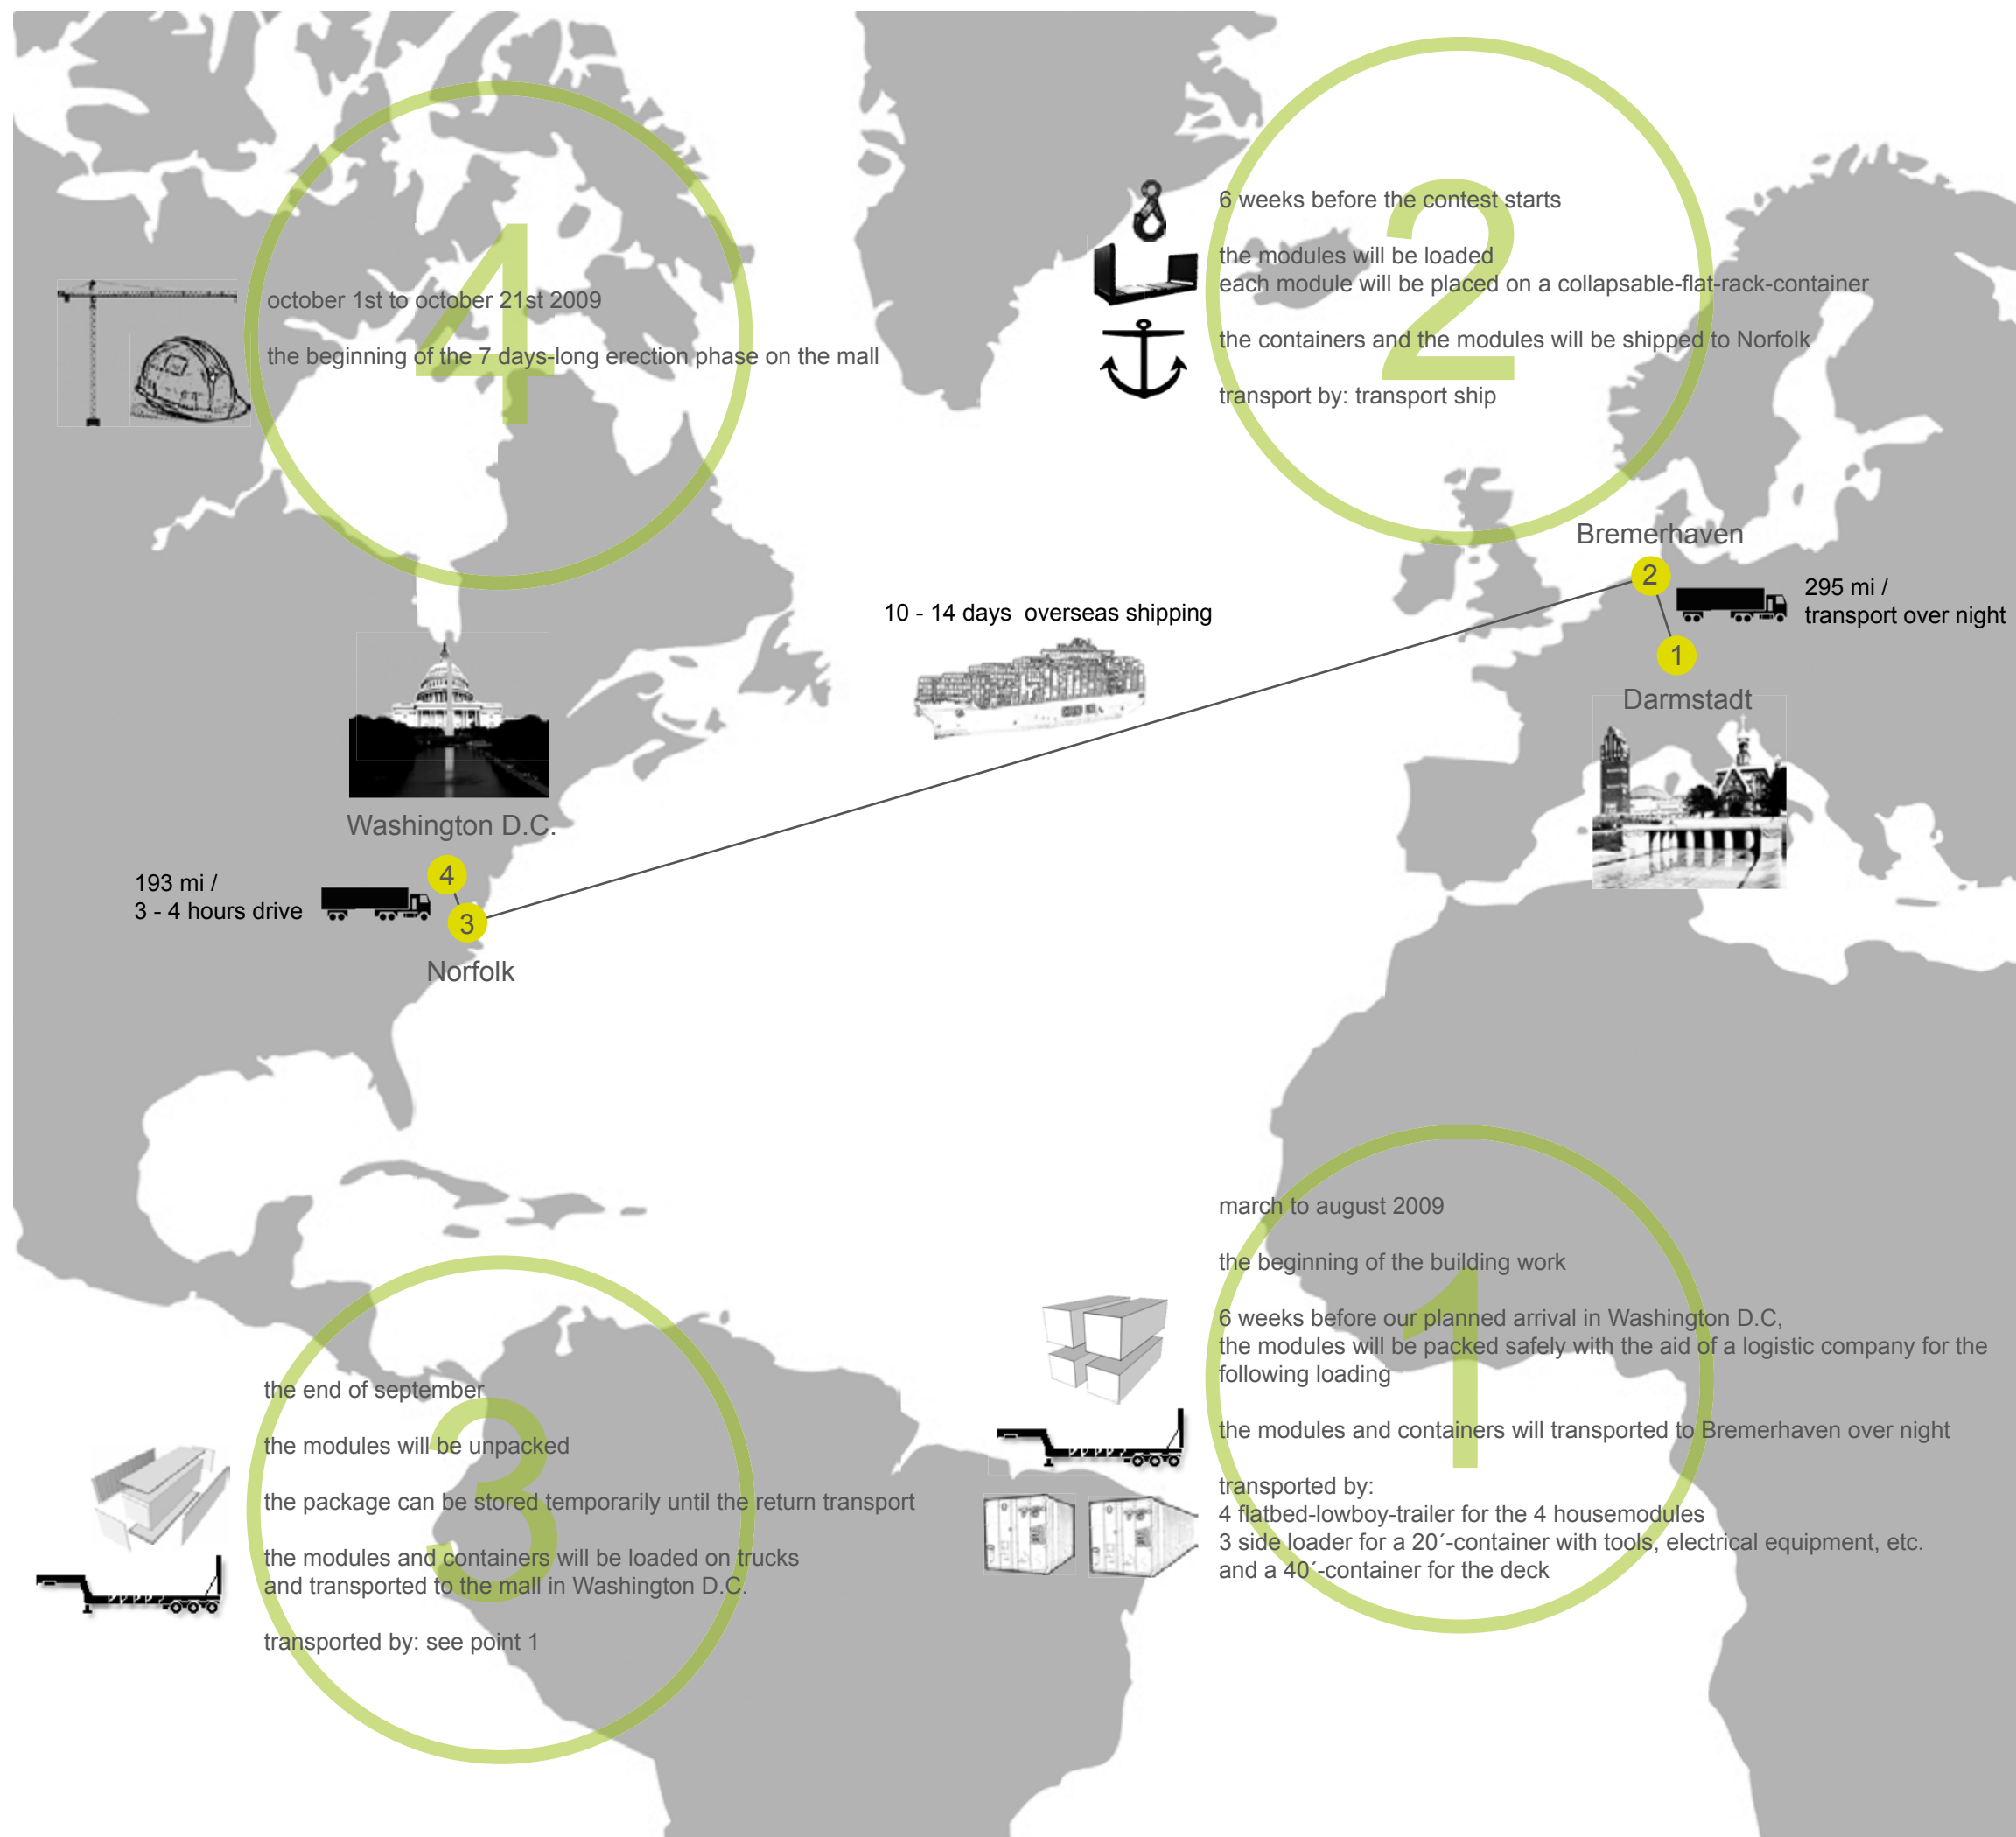 4
october 1st to october 21st 2009
the beginning of the 7 days-long erection phase on the mall
2
6 weeks before the contest starts
the modules will be loaded
each module will be placed on a collapsable-flat-rack-container
the containers and the modules will be shipped to Norfolk
transport by: transport ship
Bremerhaven
2
295 mi /
transport over night
1
Darmstadt
10 - 14 days overseas shipping
Washington D.C.
4
193 mi /
3 - 4 hours drive
3
Norfolk
1
march to august 2009
the beginning of the building work
6 weeks before our planned arrival in Washington D.C,
the modules will be packed safely with the aid of a logistic company for the
following loading
the modules and containers will transported to Bremerhaven over night
transported by:
4 flatbed-lowboy-trailer for the 4 housemodules
3 side loader for a 20´-container with tools, electrical equipment, etc.
and a 40´-container for the deck
3
the end of september
the modules will be unpacked
the package can be stored temporarily until the return transport
the modules and containers will be loaded on trucks
and transported to the mall in Washington D.C.
transported by: see point 1